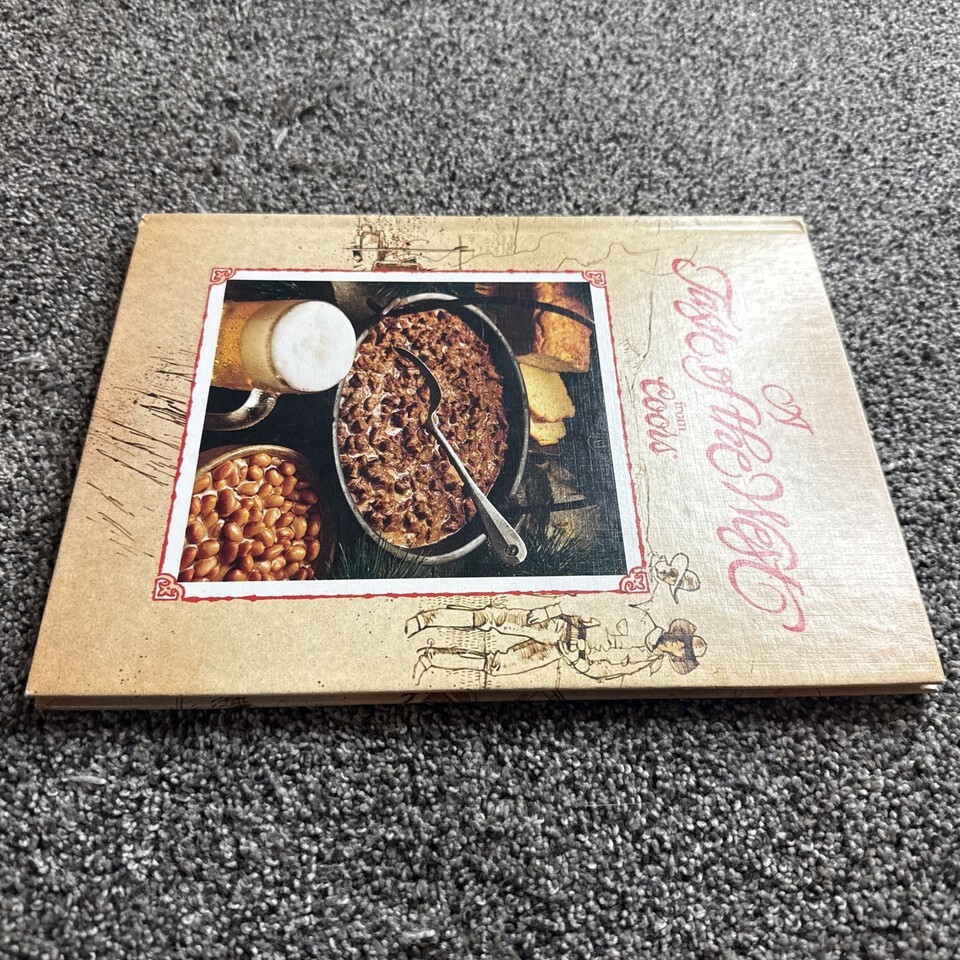 A
Taste of the West
from
Coors